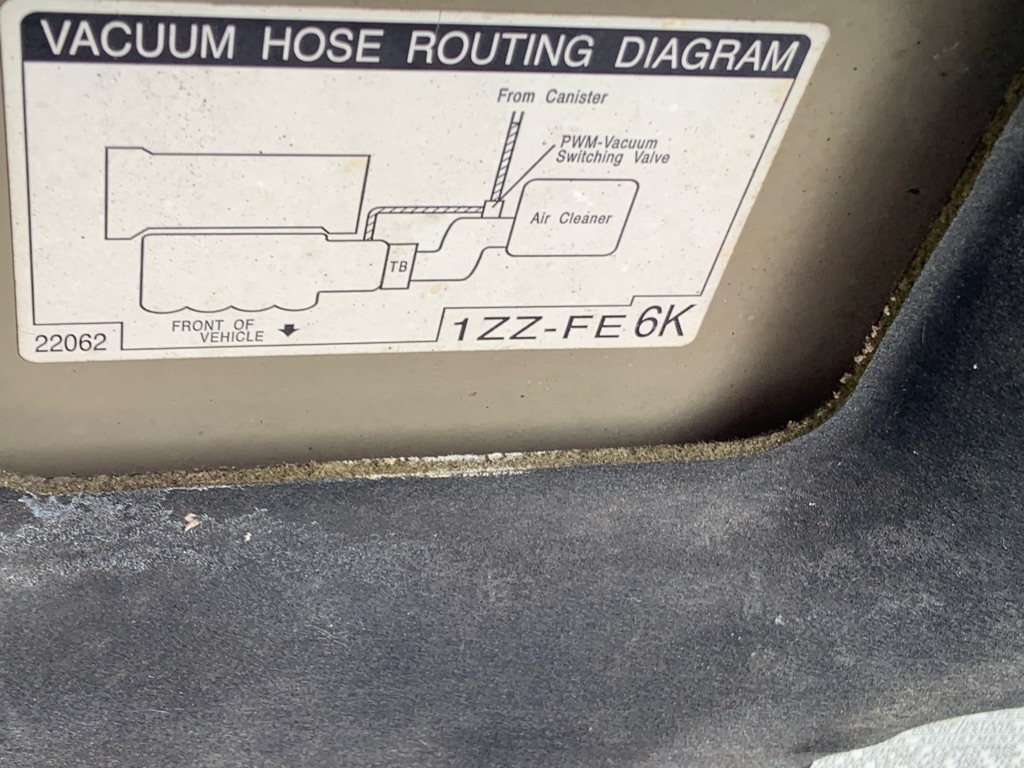 VACUUM HOSE ROUTING DIAGRAM
From Canister
PWM-Vacuum
Switching Valve
Air Cleaner
TB
FRONT OF
VEHICLE
22062
1ZZ-FE 6K